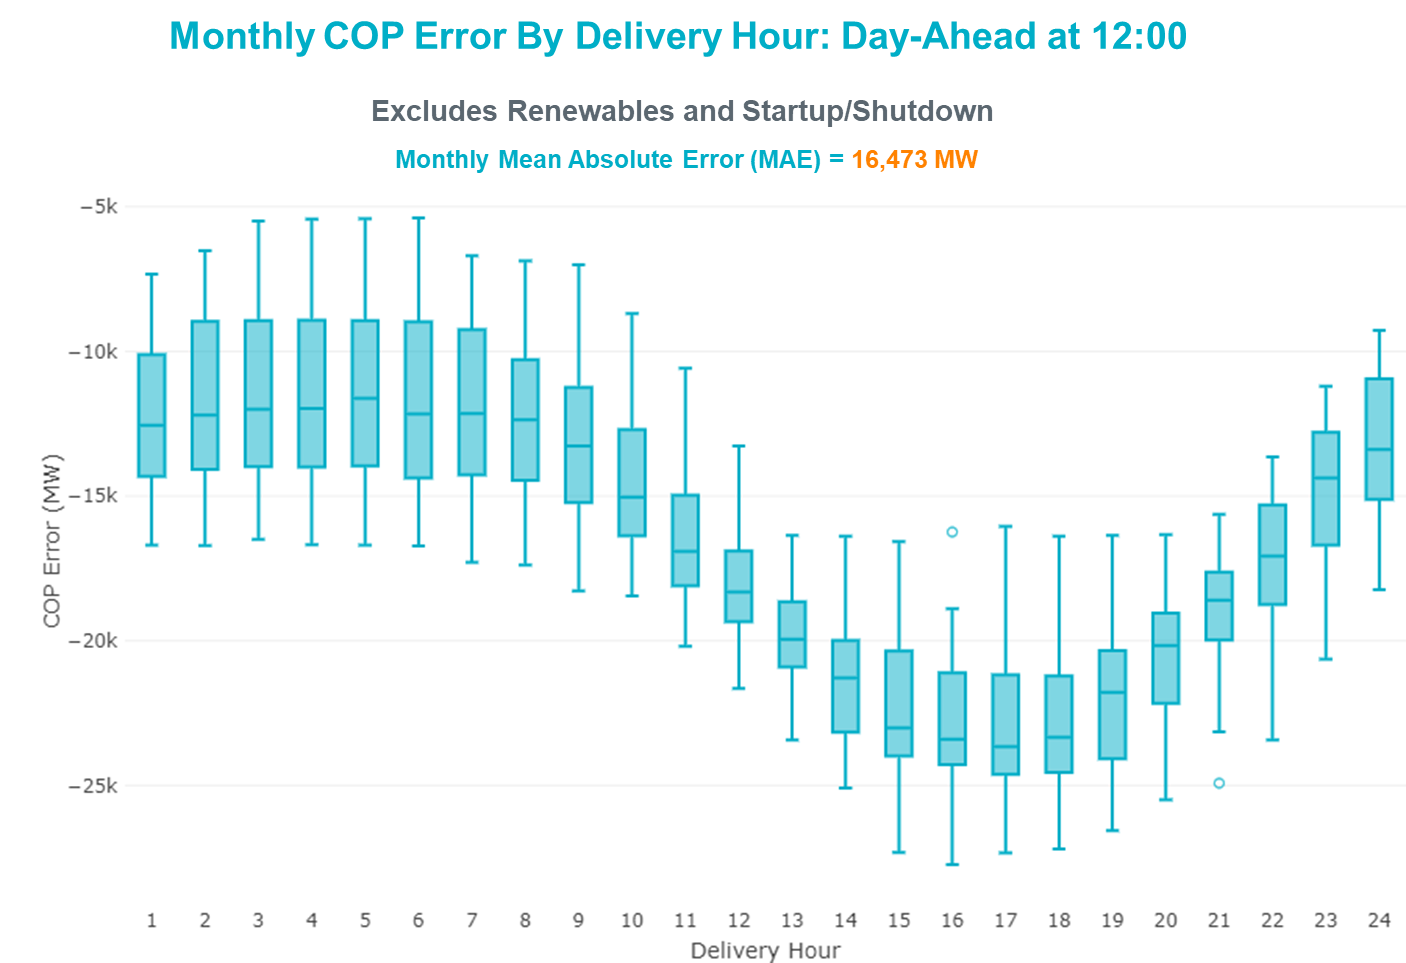 Monthly COP Error By Delivery Hour: Day-Ahead at 12:00
Excludes Renewables and Startup/Shutdown
Monthly Mean Absolute Error (MAE) = 16,473 MW
−5k
−10k
−15k
−20k
−25k
COP Error (MW)
1 2 3 4 5 6 7 8 9 10 11 12 13 14 15 16 17 18 19 20 21 22 23 24
Delivery Hour